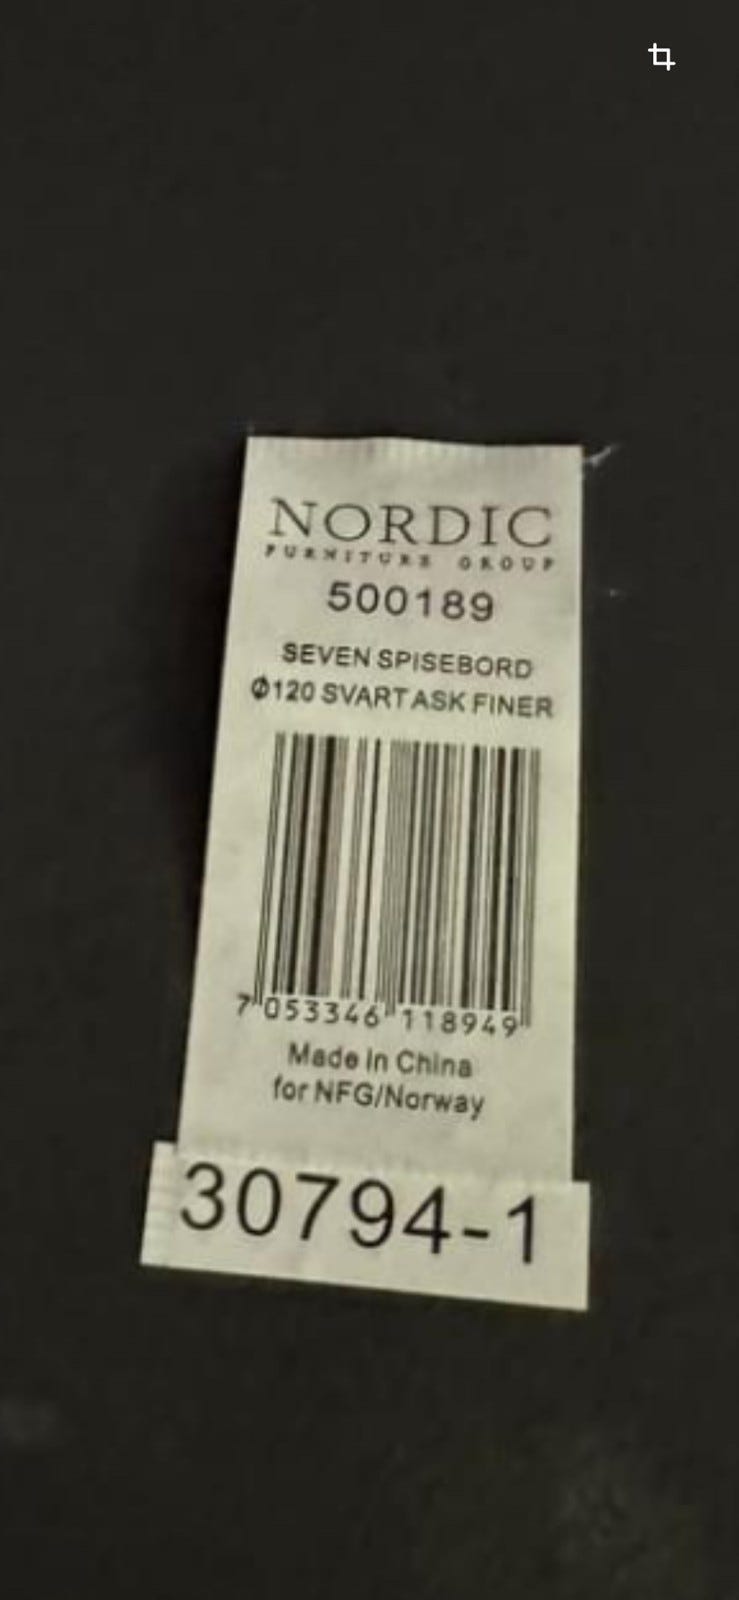 NORDIC
FURNITURE GROUP
500189
SEVEN SPISEBORD
Φ120 SVART ASK FINER
7 053346 118949
Made in China
for NFG/Norway
30794-1